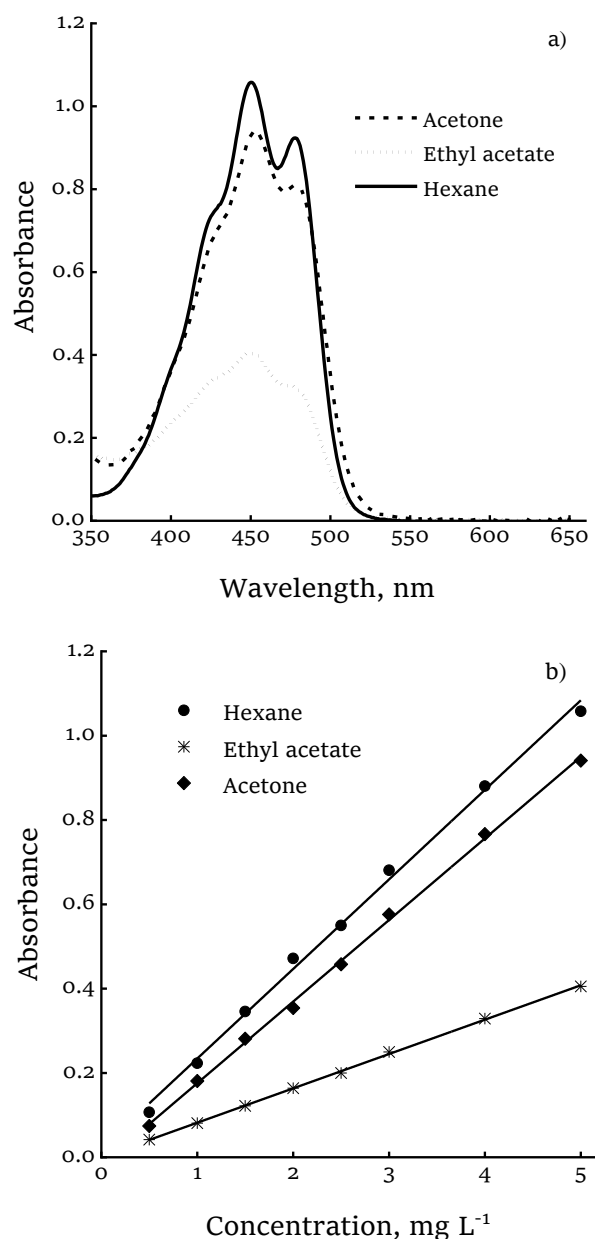 a)
1.2
1.0
0.8
0.6
0.4
0.2
0.0
Absorbance
Acetone
Ethyl acetate
Hexane
350 400 450 500 550 600 650
Wavelength, nm
b)
1.2
1.0
0.8
0.6
0.4
0.2
0.0
Absorbance
Hexane
Ethyl acetate
Acetone
0 1 2 3 4 5
Concentration, mg L⁻¹